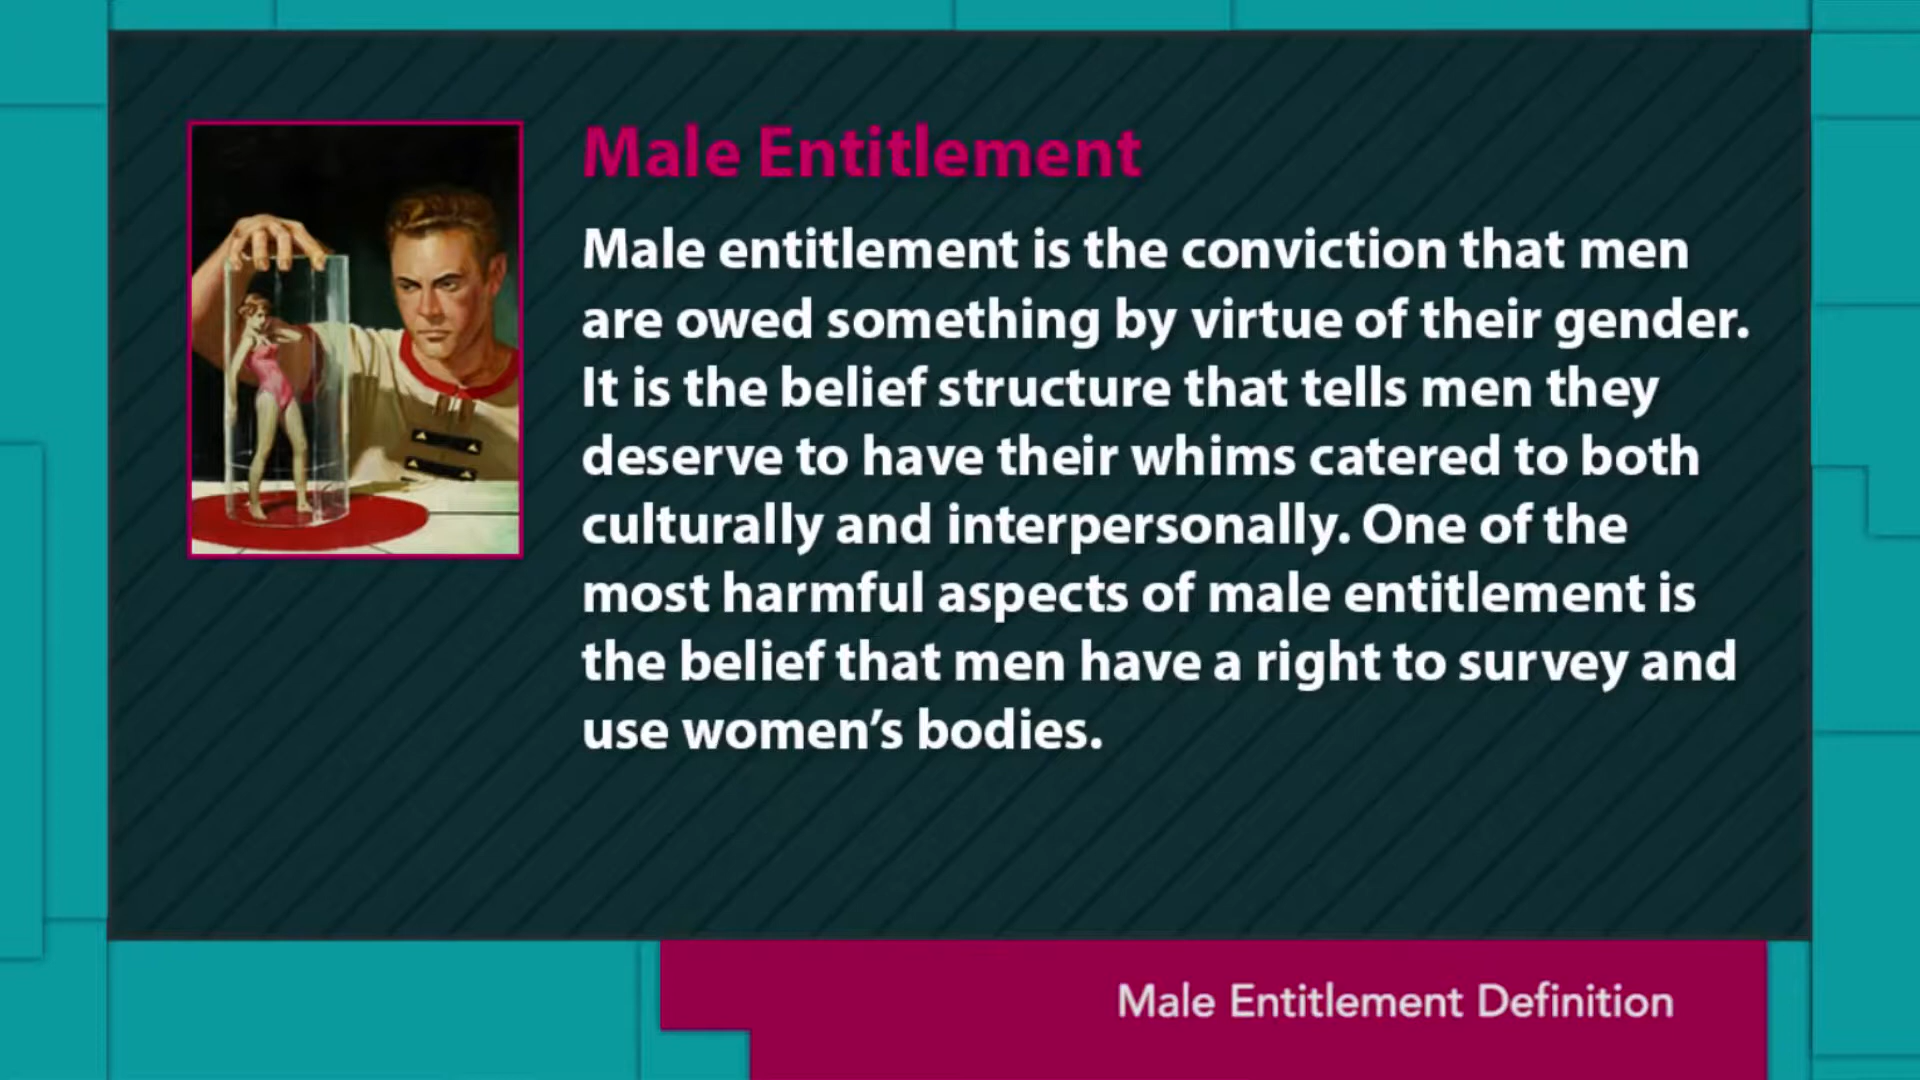 Male Entitlement
Male entitlement is the conviction that men
are owed something by virtue of their gender.
It is the belief structure that tells men they
deserve to have their whims catered to both
culturally and interpersonally. One of the
most harmful aspects of male entitlement is
the belief that men have a right to survey and
use women’s bodies.
Male Entitlement Definition